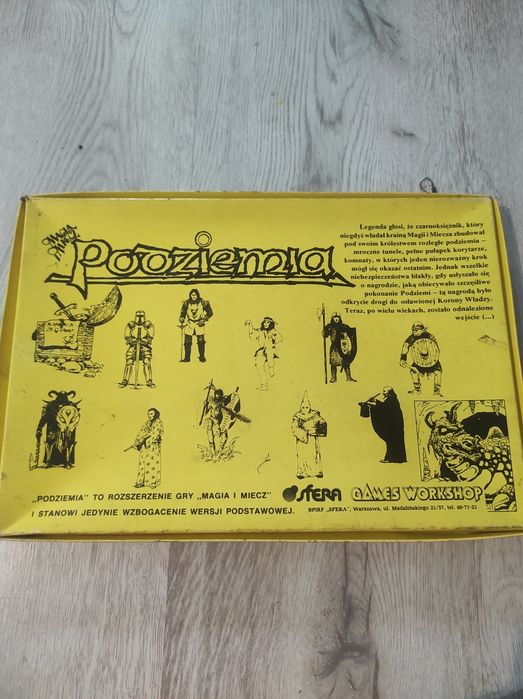 MAGIA I MIECZ
Podziemia
Legenda głosi, że czarnoksiężnik, który
niegdyś władał krainą Magii i Miecza zbudował
pod swoim królestwem rozległe podziemia –
mroczne tunele, pełne pułapek korytarze,
komnaty, w których jeden nierozważny krok
mógł się okazać ostatnim. Jednak wszelkie
niebezpieczeństwa blakły, gdy usłyszało się
o nagrodzie, jaką obiecywało szczęśliwe
pokonanie Podziemi – tą nagrodą było
odkrycie drogi do osławionej Korony Władzy.
Teraz, po wielu wiekach, zostało odnalezione
wejście (...)
„PODZIEMIA" TO ROZSZERZENIE GRY „MAGIA I MIECZ"
I STANOWI JEDYNIE WZBOGACENIE WERSJI PODSTAWOWEJ.
SFERA GAMES WORKSHOP
BPiRF „SFERA", Warszawa, ul. Madalińskiego 21/37, tel. 49-71-21